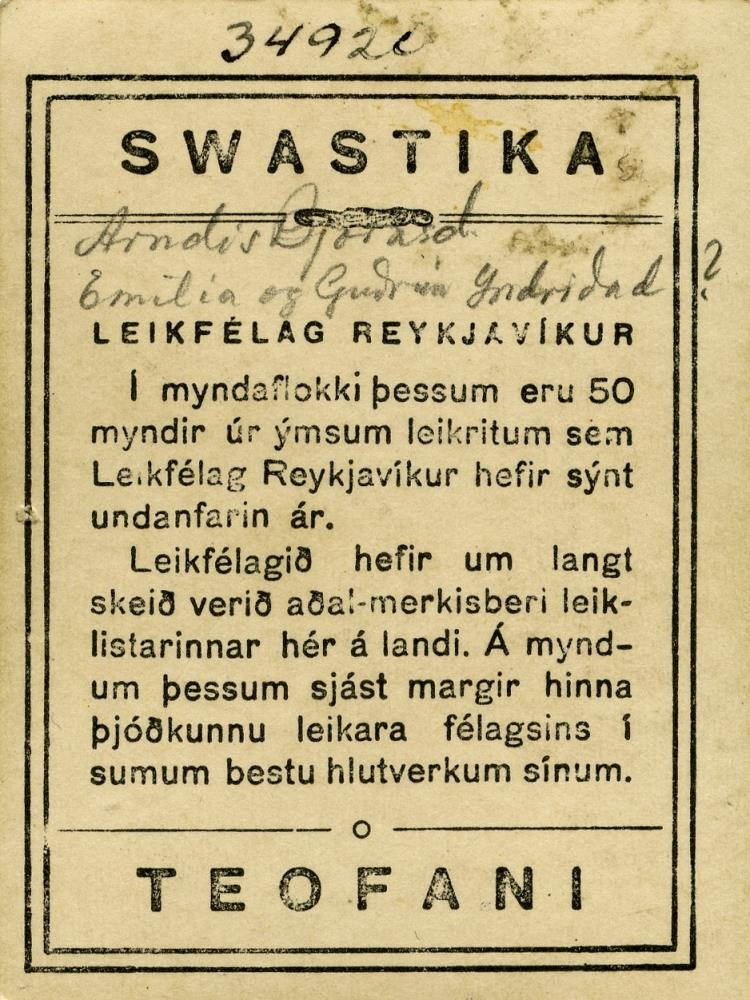 34920
SWASTIKA
Arndís Björnsd.
Emilía og Guðrún Indriðad ?
LEIKFÉLAG REYKJAVÍKUR
Í myndaflokki þessum eru 50
myndir úr ýmsum leikritum sem
Leikfélag Reykjavíkur hefir sýnt
undanfarin ár.
Leikfélagið hefir um langt
skeið verið aðal-merkisberi leik-
listarinnar hér á landi. Á mynd-
um þessum sjást margir hinna
þjóðkunnu leikara félagsins í
sumum bestu hlutverkum sínum.
TEOFANI